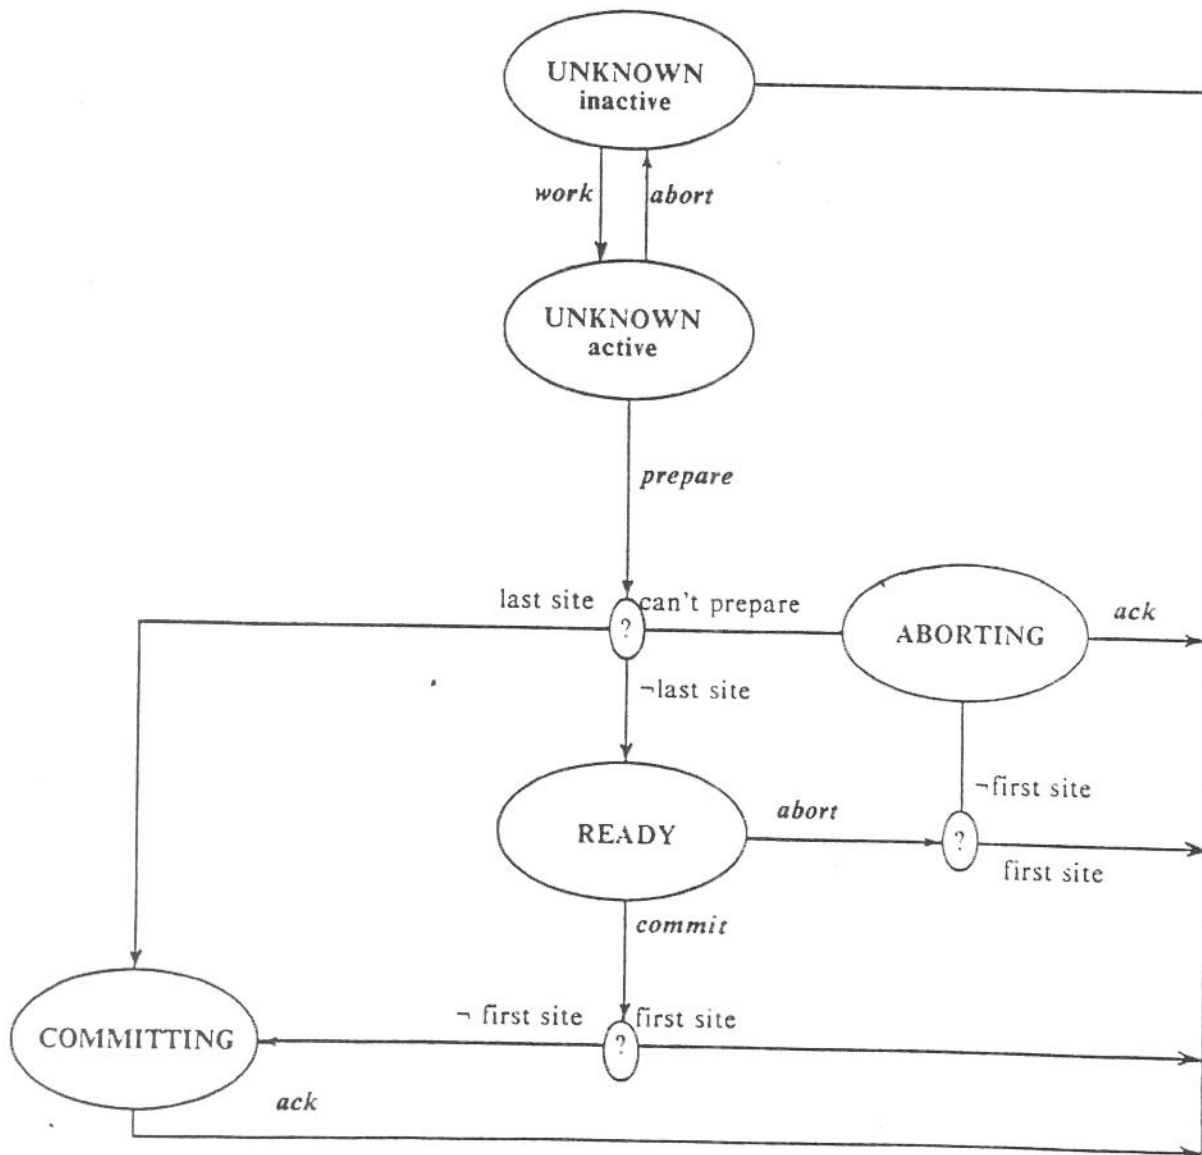 UNKNOWN
inactive
work abort
UNKNOWN
active
prepare
last site ? can't prepare
ABORTING
ack
¬last site
¬first site
READY
abort
?
first site
commit
¬ first site ? first site
COMMITTING
ack